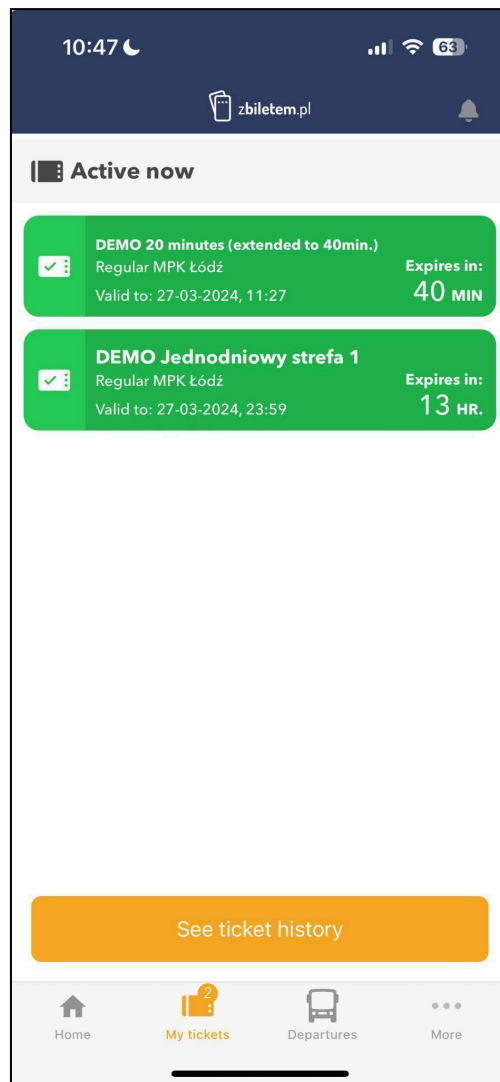 10:47
63
zbiletem.pl
Active now
DEMO 20 minutes (extended to 40min.)
Regular MPK Łódź
Valid to: 27-03-2024, 11:27
Expires in:
40 MIN
DEMO Jednodniowy strefa 1
Regular MPK Łódź
Valid to: 27-03-2024, 23:59
Expires in:
13 HR.
See ticket history
2
Home
My tickets
Departures
More